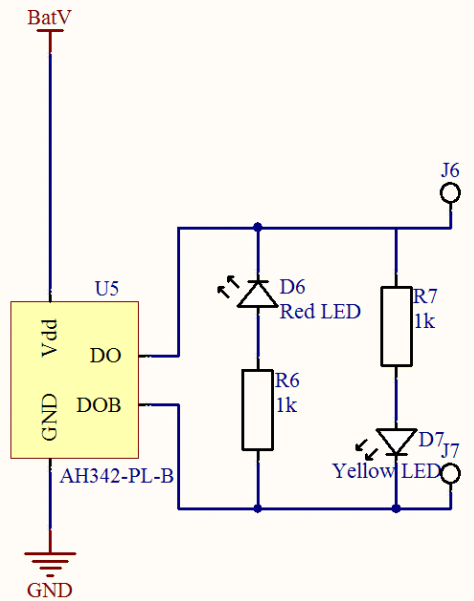 BatV
J6
U5
D6
Red LED
R7
1k
Vdd
DO
R6
1k
GND
DOB
D7
J7
Yellow LED
AH342-PL-B
GND